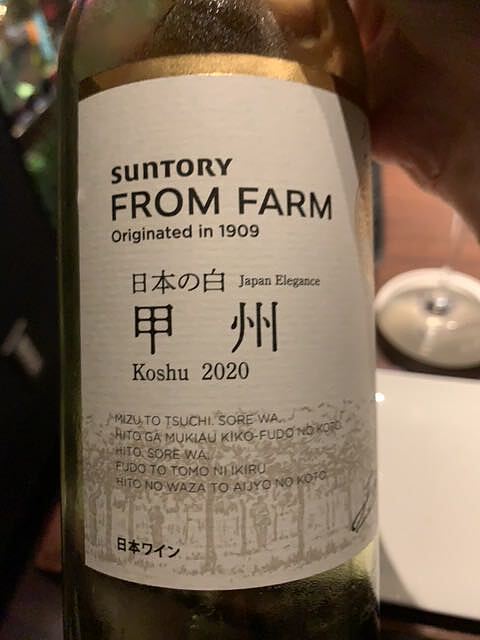 SUNTORY
FROM FARM
Originated in 1909
日本の白 Japan Elegance
甲州
Koshu 2020
MIZU TO TSUCHI. SORE WA.
HITO GA MUKIAU KIKO-FUDO NO KOTO.
HITO. SORE WA.
FUDO TO TOMO NI IKIRU
HITO NO WAZA TO AIJYO NO KOTO
日本ワイン